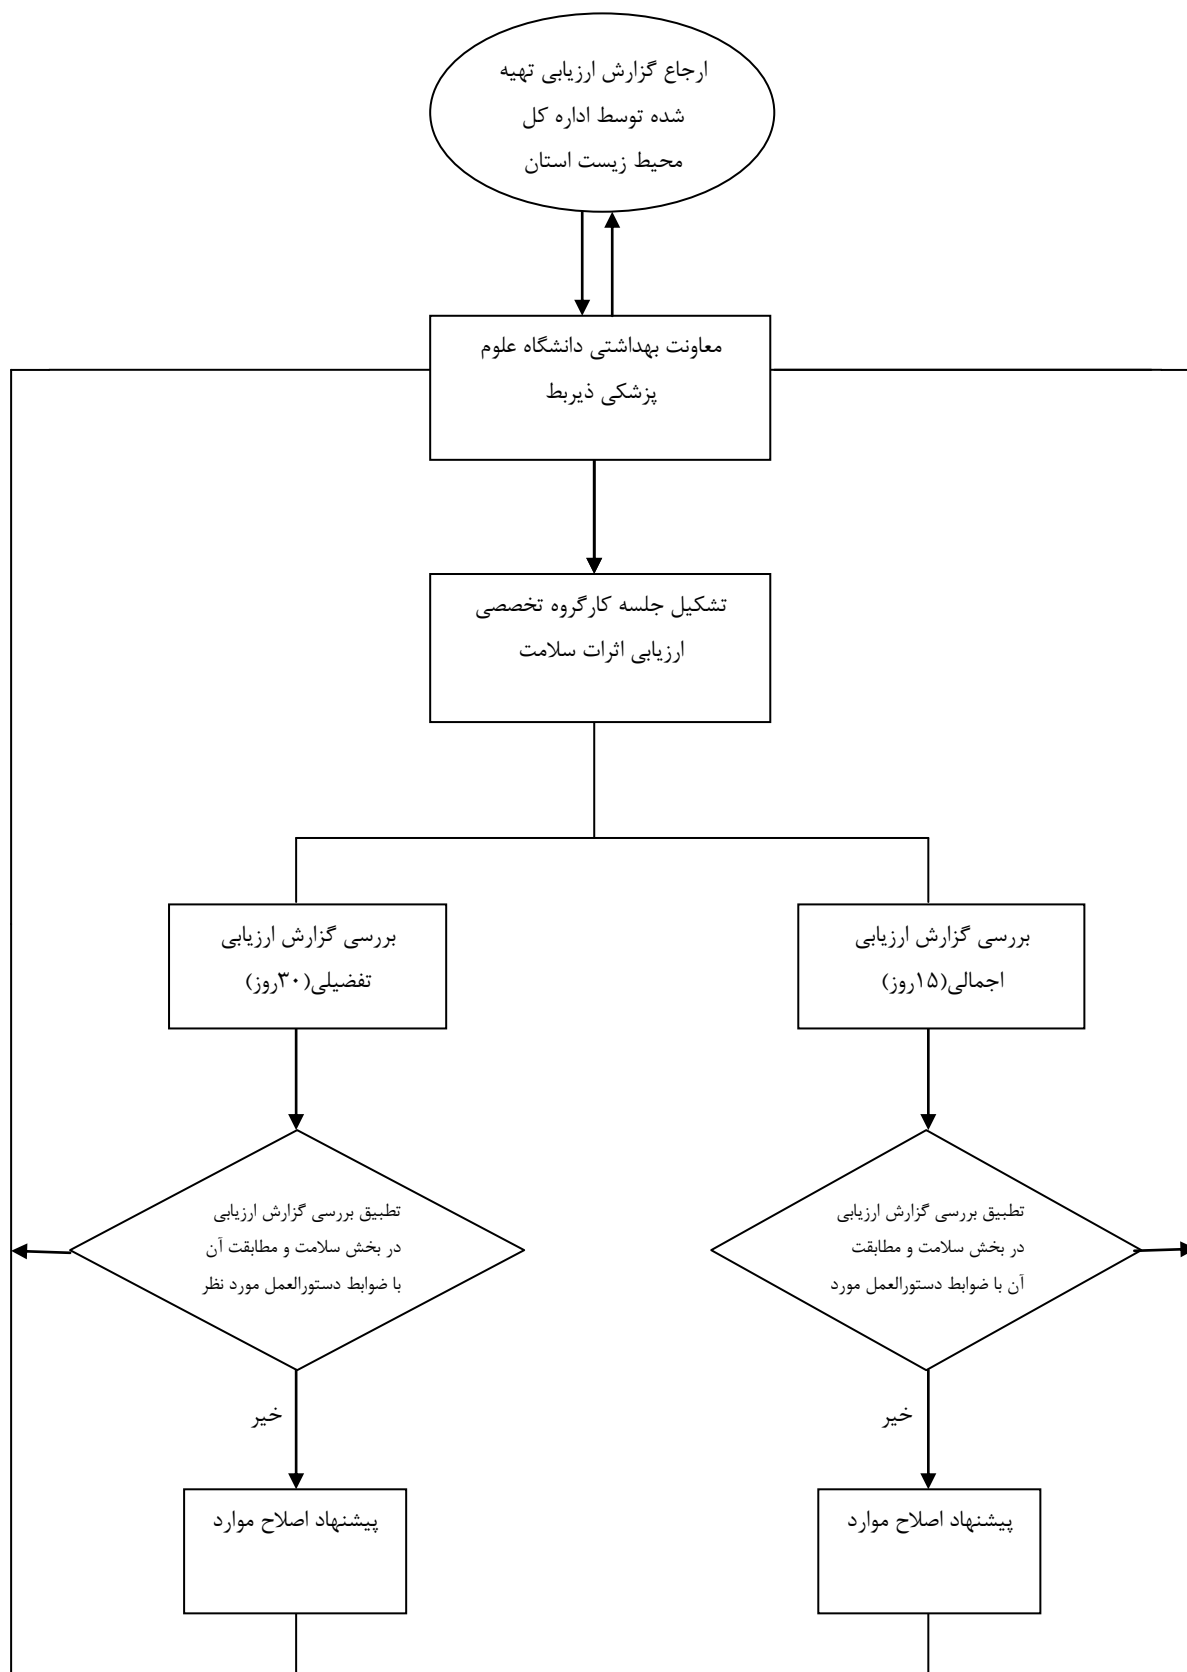 ارجاع گزارش ارزیابی تهیه
شده توسط اداره کل
محیط زیست استان
معاونت بهداشتی دانشگاه علوم
پزشکی ذیربط
تشکیل جلسه کارگروه تخصصی
ارزیابی اثرات سلامت
بررسی گزارش ارزیابی
اجمالی(۱۵روز)
بررسی گزارش ارزیابی
تفضیلی(۳۰روز)
تطبیق بررسی گزارش ارزیابی
در بخش سلامت و مطابقت
آن با ضوابط دستورالعمل مورد
تطبیق بررسی گزارش ارزیابی
در بخش سلامت و مطابقت آن
با ضوابط دستورالعمل مورد نظر
خیر
خیر
پیشنهاد اصلاح موارد
پیشنهاد اصلاح موارد